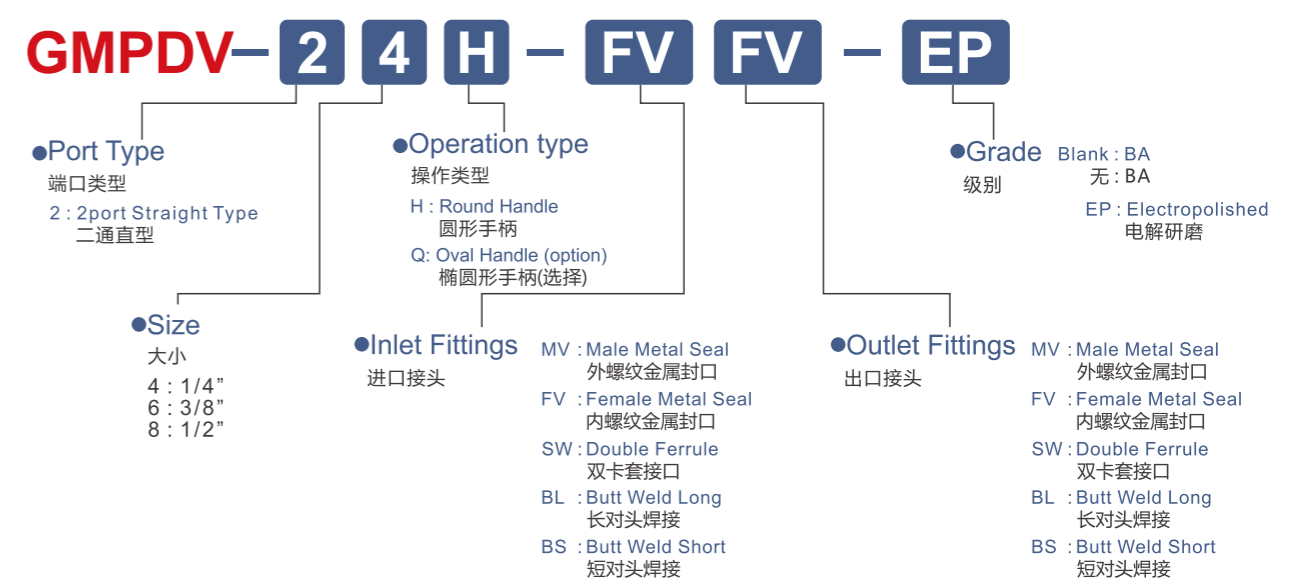 GMPDV — 2 4 H — FV FV — EP
●Port Type
端口类型
2 : 2port Straight Type
二通直型
●Size
大小
4 : 1/4”
6 : 3/8”
8 : 1/2”
●Operation type
操作类型
H : Round Handle
圆形手柄
Q: Oval Handle (option)
椭圆形手柄(选择)
●Inlet Fittings
进口接头
MV : Male Metal Seal
外螺纹金属封口
FV : Female Metal Seal
内螺纹金属封口
SW : Double Ferrule
双卡套接口
BL : Butt Weld Long
长对头焊接
BS : Butt Weld Short
短对头焊接
●Outlet Fittings
出口接头
MV : Male Metal Seal
外螺纹金属封口
FV : Female Metal Seal
内螺纹金属封口
SW : Double Ferrule
双卡套接口
BL : Butt Weld Long
长对头焊接
BS : Butt Weld Short
短对头焊接
●Grade
级别
Blank : BA
无 : BA
EP : Electropolished
电解研磨